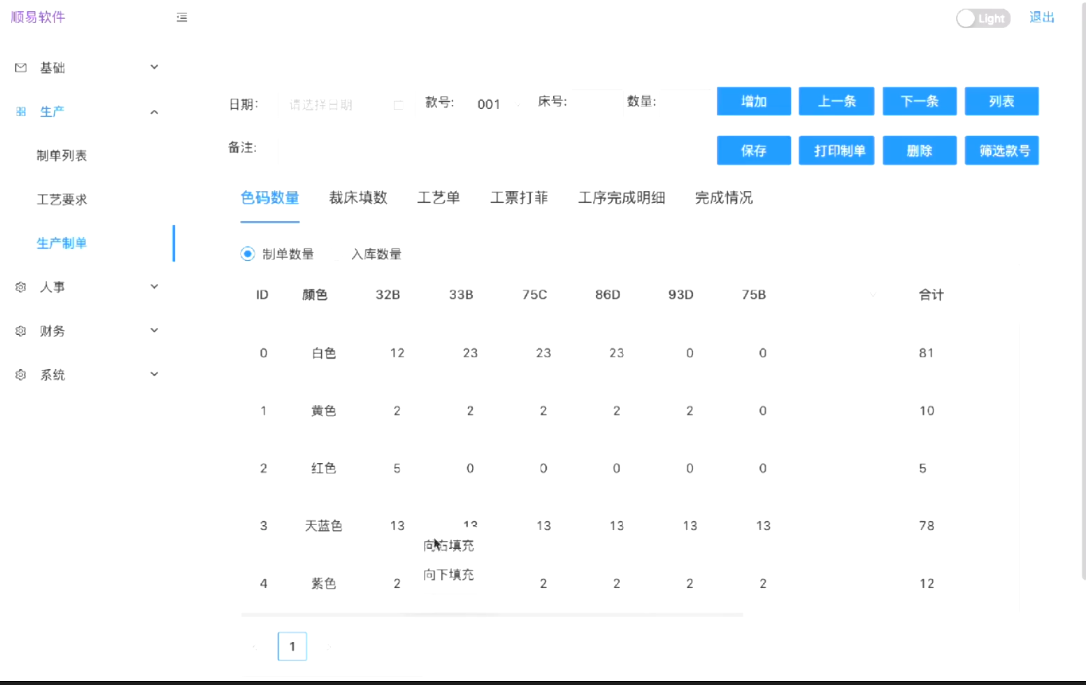 顺易软件
Light 退出
基础
生产
制单列表
工艺要求
生产制单
人事
财务
系统
日期: 请选择日期 款号: 001 床号: 数量: 增加 上一条 下一条 列表
备注: 保存 打印制单 删除 筛选款号
色码数量 裁床填数 工艺单 工票打菲 工序完成明细 完成情况
制单数量 入库数量
ID 颜色 32B 33B 75C 86D 93D 75B 合计
0 白色 12 23 23 23 0 0 81
1 黄色 2 2 2 2 2 0 10
2 红色 5 0 0 0 0 0 5
3 天蓝色 13 13 13 13 13 13 78
向右填充
向下填充
4 紫色 2 2 2 2 2 12
1